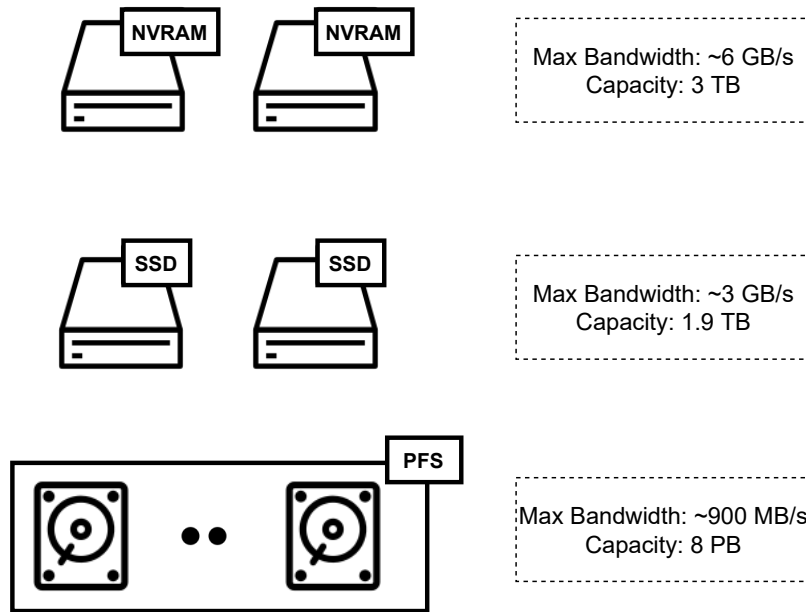 NVRAM
NVRAM
Max Bandwidth: ~6 GB/s
Capacity: 3 TB
SSD
SSD
Max Bandwidth: ~3 GB/s
Capacity: 1.9 TB
PFS
Max Bandwidth: ~900 MB/s
Capacity: 8 PB